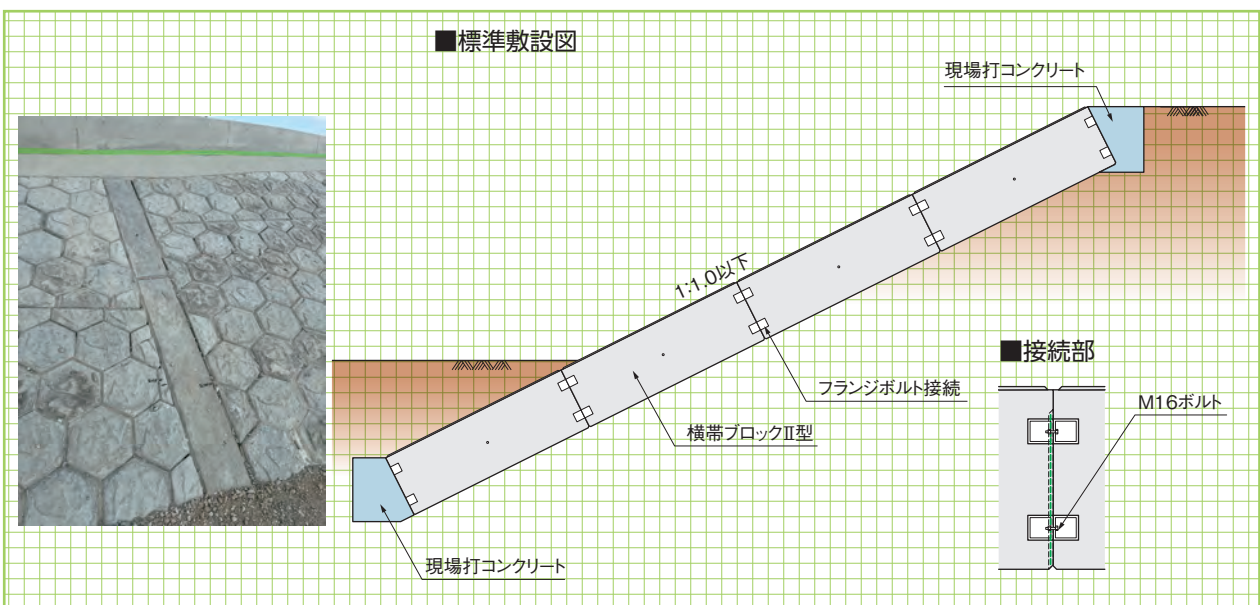 ■標準敷設図
現場打コンクリート
1:1.0以下
■接続部
フランジボルト接続
M16ボルト
横帯ブロックⅡ型
現場打コンクリート